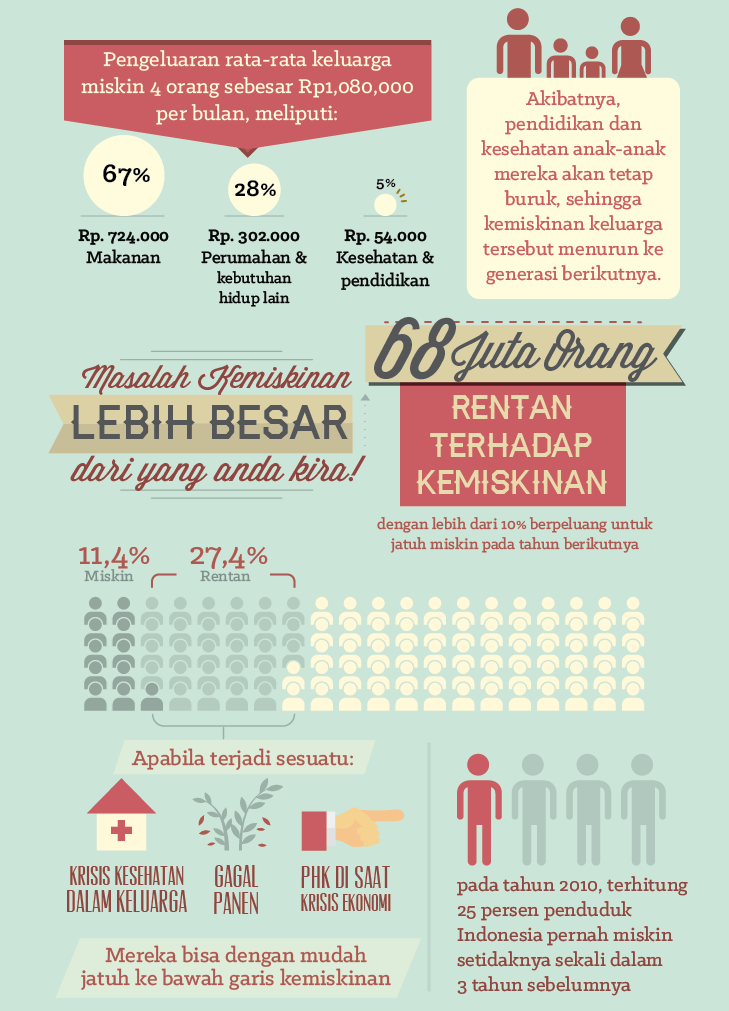 Pengeluaran rata-rata keluarga
miskin 4 orang sebesar Rp1,080,000
per bulan, meliputi:
67%
28%
5%
Rp. 724.000
Makanan
Rp. 302.000
Perumahan &
kebutuhan
hidup lain
Rp. 54.000
Kesehatan &
pendidikan
Akibatnya,
pendidikan dan
kesehatan anak-anak
mereka akan tetap
buruk, sehingga
kemiskinan keluarga
tersebut menurun ke
generasi berikutnya.
Masalah Kemiskinan
LEBIH BESAR
dari yang anda kira!
68 Juta Orang
RENTAN
TERHADAP
KEMISKINAN
dengan lebih dari 10% berpeluang untuk
jatuh miskin pada tahun berikutnya
11,4%
Miskin
27,4%
Rentan
Apabila terjadi sesuatu:
KRISIS KESEHATAN
DALAM KELUARGA
GAGAL
PANEN
PHK DI SAAT
KRISIS EKONOMI
Mereka bisa dengan mudah
jatuh ke bawah garis kemiskinan
pada tahun 2010, terhitung
25 persen penduduk
Indonesia pernah miskin
setidaknya sekali dalam
3 tahun sebelumnya